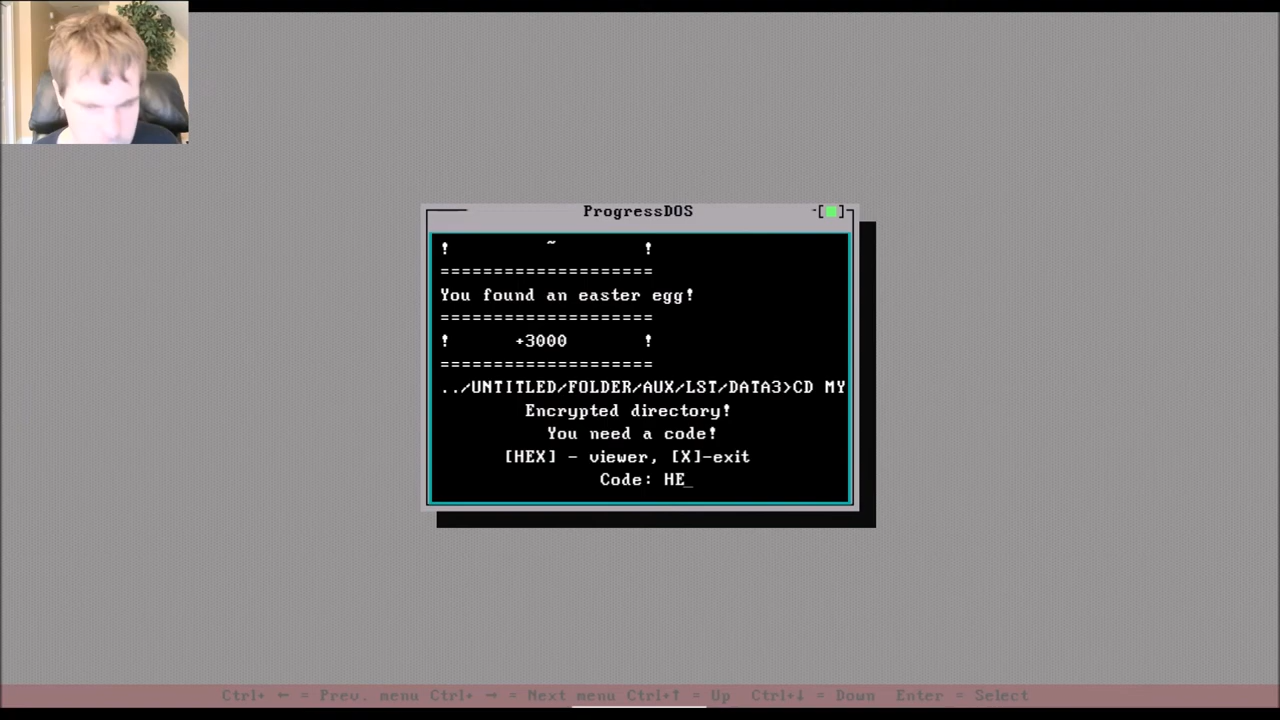 ProgressDOS
[■]
! ~ !
====================
You found an easter egg!
====================
! +3000 !
====================
../UNTITLED/FOLDER/AUX/LST/DATA3>CD MY
Encrypted directory!
You need a code!
[HEX] - viewer, [X]-exit
Code: HE_
Ctrl+ ← = Prev. menu Ctrl+ → = Next menu Ctrl+↑ = Up Ctrl+↓ = Down Enter = Select